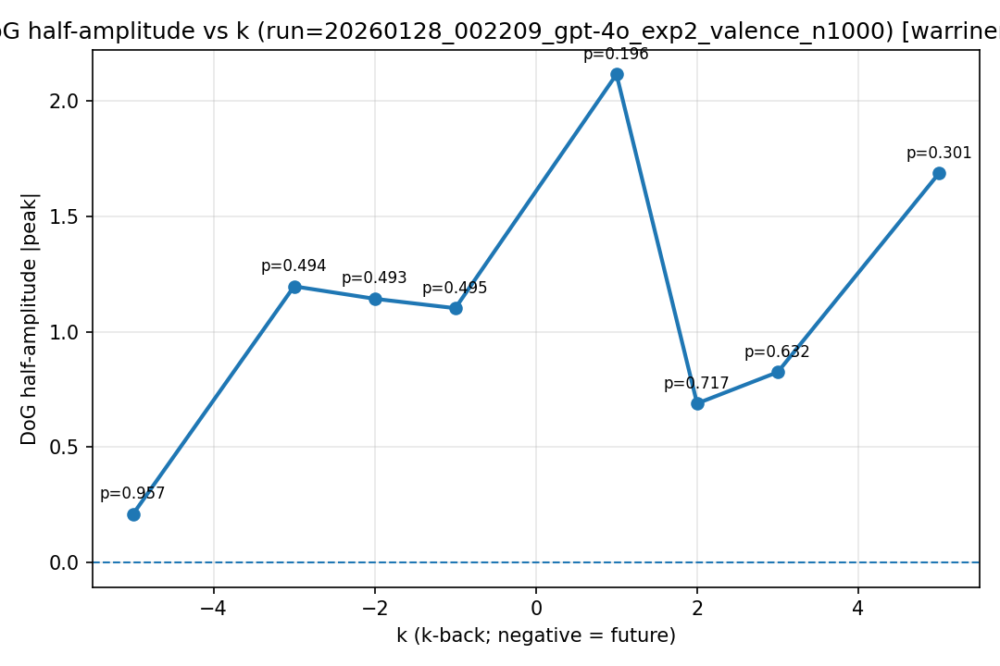 G half-amplitude vs k (run=20260128_002209_gpt-4o_exp2_valence_n1000) [warriner
p=0.196
p=0.301
p=0.494
p=0.493
p=0.495
p=0.632
p=0.717
p=0.957
DoG half-amplitude |peak|
2.0
1.5
1.0
0.5
0.0
−4
−2
0
2
4
k (k-back; negative = future)